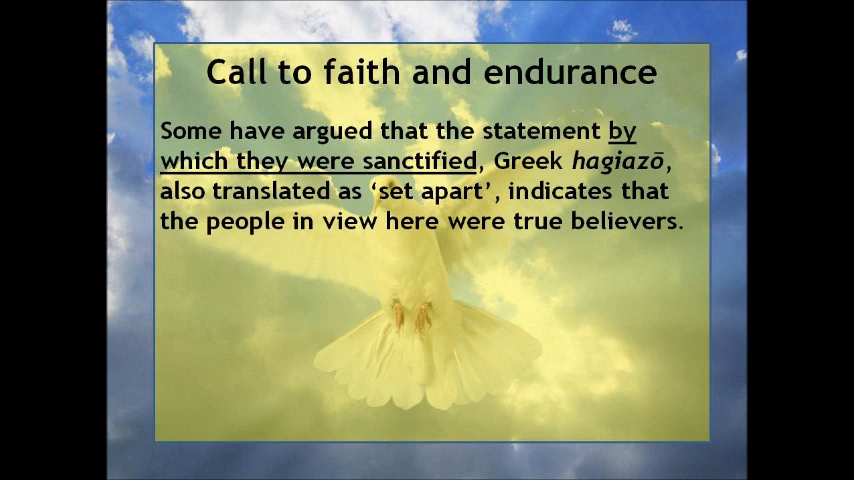 Call to faith and endurance
Some have argued that the statement by
which they were sanctified, Greek hagiazō,
also translated as ‘set apart’, indicates that
the people in view here were true believers.